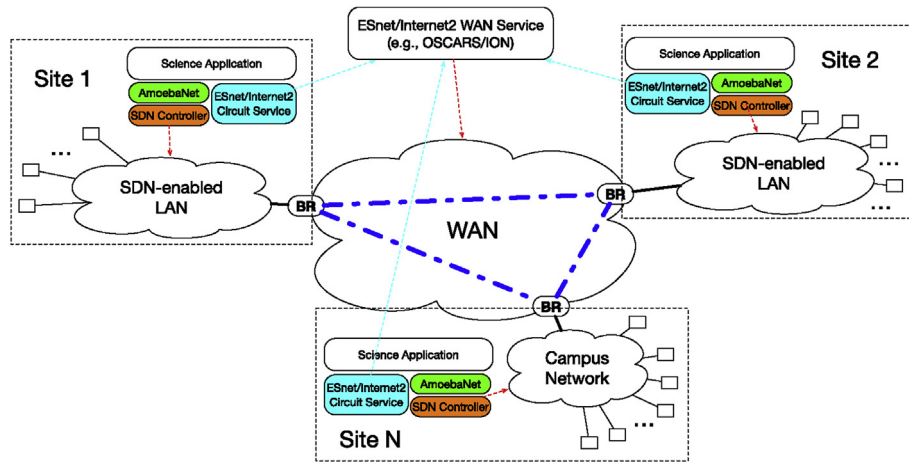 ESnet/Internet2 WAN Service
(e.g., OSCARS/ION)
Site 1
Science Application
AmoebaNet
SDN Controller
ESnet/Internet2
Circuit Service
...
SDN-enabled
LAN
BR
Science Application
ESnet/Internet2
Circuit Service
AmoebaNet
SDN Controller
Site 2
SDN-enabled
LAN
...
...
BR
WAN
BR
Science Application
ESnet/Internet2
Circuit Service
AmoebaNet
SDN Controller
Campus
Network
...
Site N